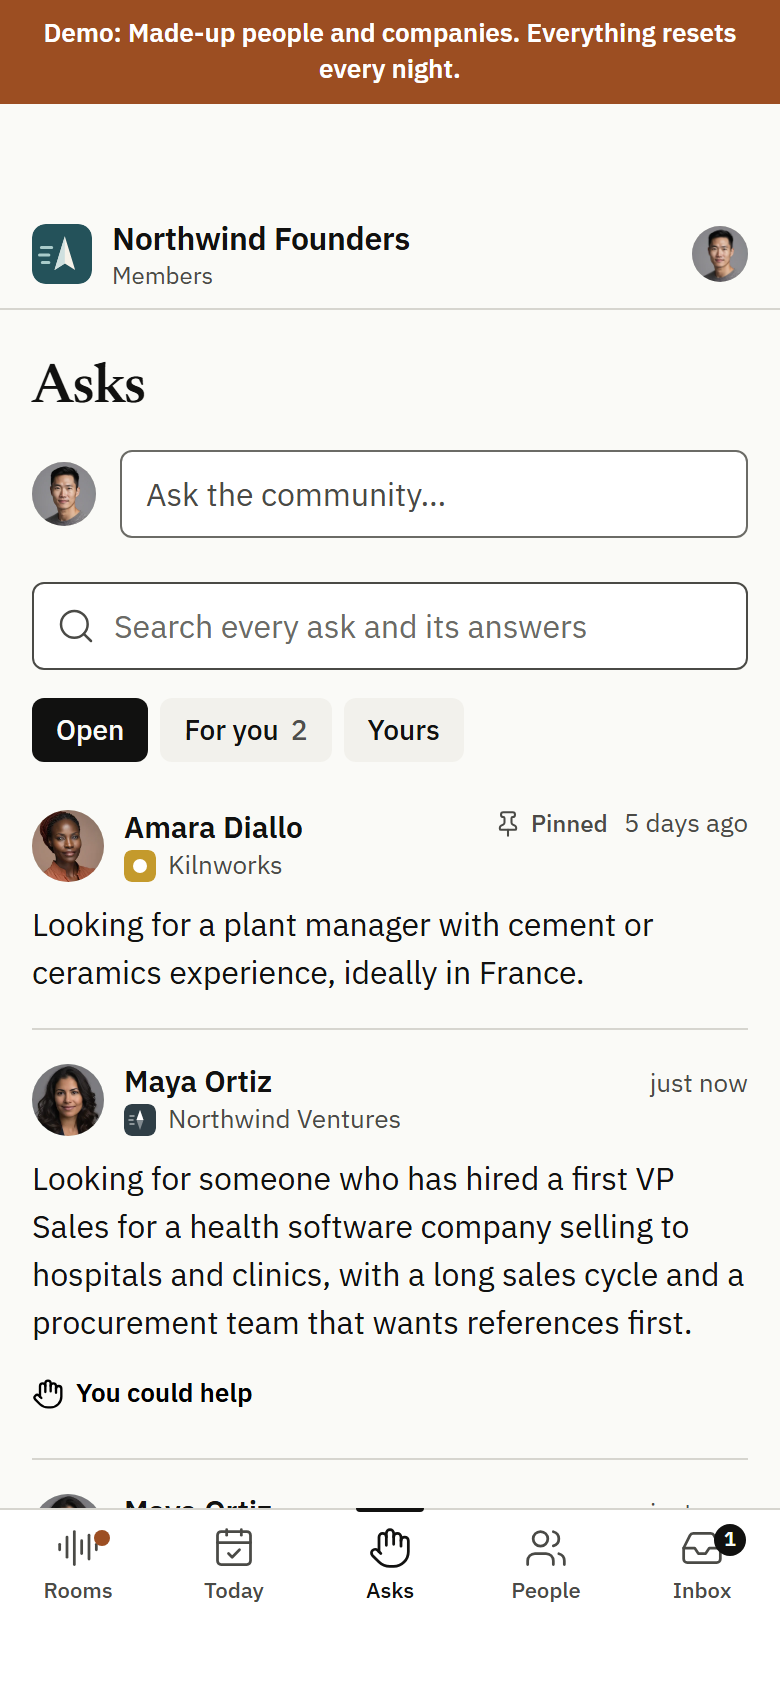 Demo: Made-up people and companies. Everything resets
every night.
Northwind Founders
Members
Asks
Ask the community...
Search every ask and its answers
Open
For you 2
Yours
Amara Diallo
Pinned 5 days ago
Kilnworks
Looking for a plant manager with cement or
ceramics experience, ideally in France.
Maya Ortiz
just now
Northwind Ventures
Looking for someone who has hired a first VP
Sales for a health software company selling to
hospitals and clinics, with a long sales cycle and a
procurement team that wants references first.
You could help
Maya Ortiz
1
Rooms
Today
Asks
People
Inbox